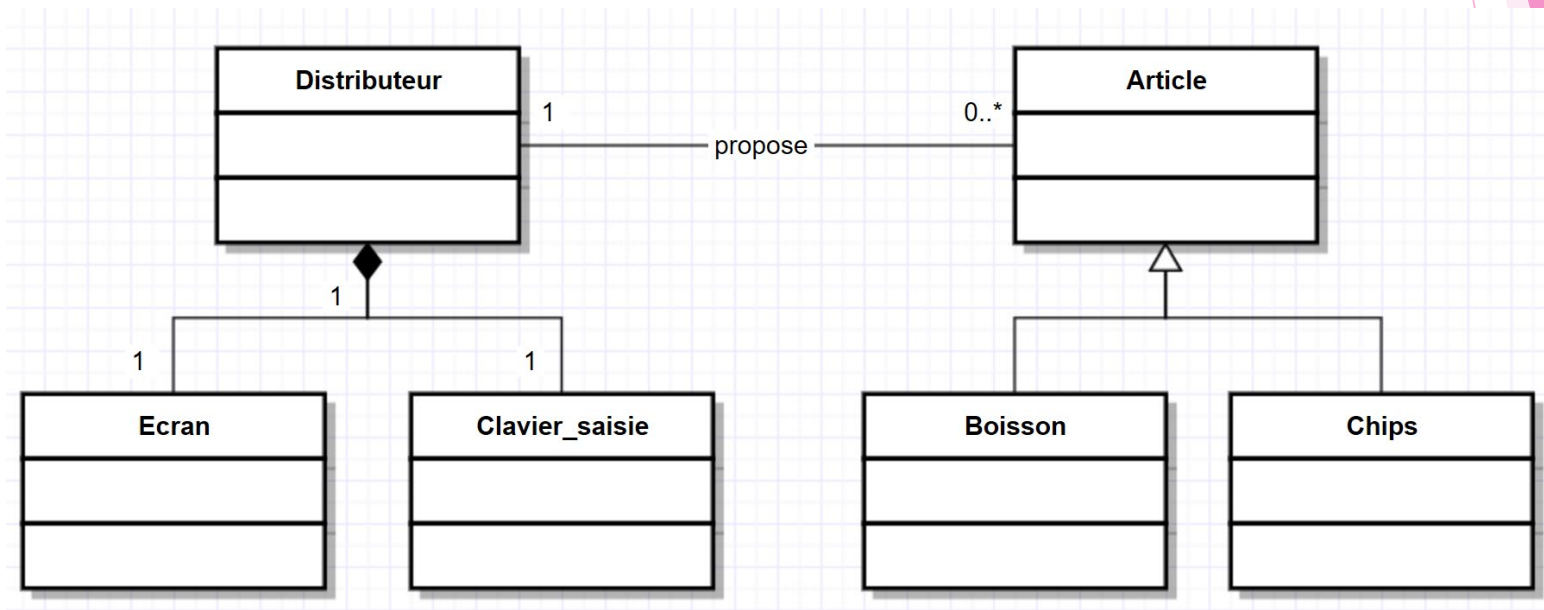 Distributeur
Article
1
0..*
propose
1
1
1
Ecran
Clavier_saisie
Boisson
Chips